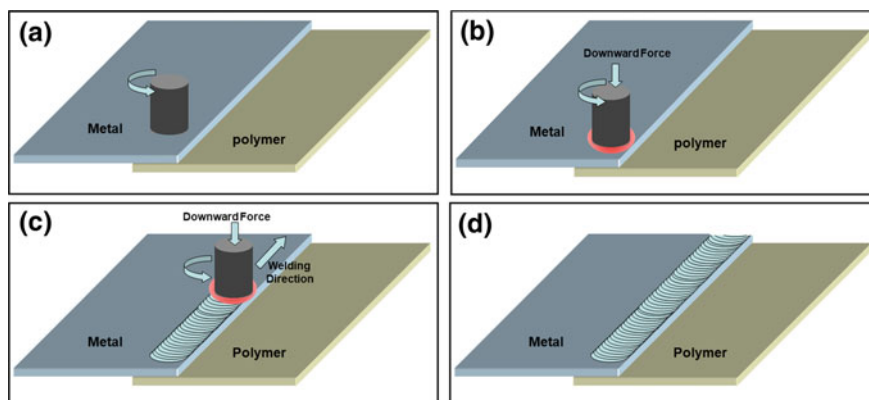 (a)
Metal
polymer
(b)
Downward Force
Metal
polymer
(c)
Downward Force
Welding
Direction
Metal
Polymer
(d)
Metal
Polymer